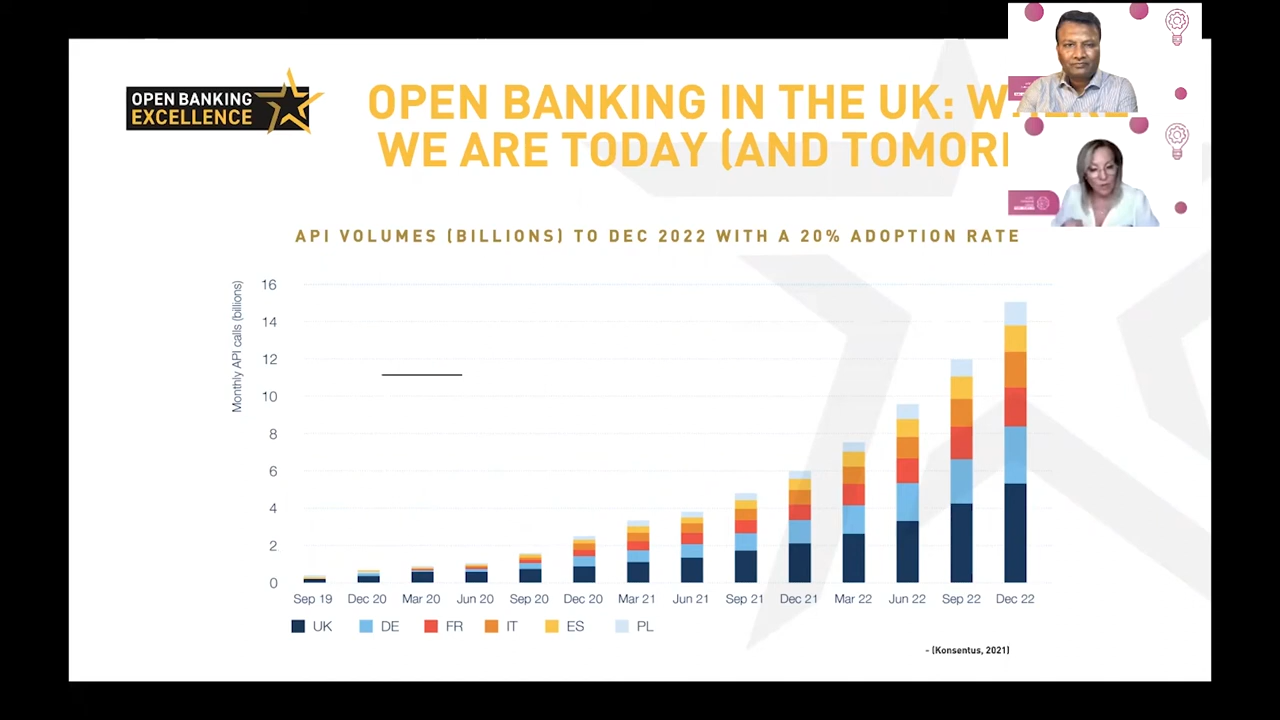 OPEN BANKING
EXCELLENCE
OPEN BANKING IN THE UK: WHERE
WE ARE TODAY (AND
API VOLUMES (BILLIONS) TO DEC 2022 WITH A 20% ADOPTION RATE
Monthly API calls (billions)
16
14
12
10
8
6
4
2
0
Sep 19 Dec 20 Mar 20 Jun 20 Sep 20 Dec 20 Mar 21 Jun 21 Sep 21 Dec 21 Mar 22 Jun 22 Sep 22 Dec 22
UK DE FR IT ES PL
- (Konsentus, 2021)